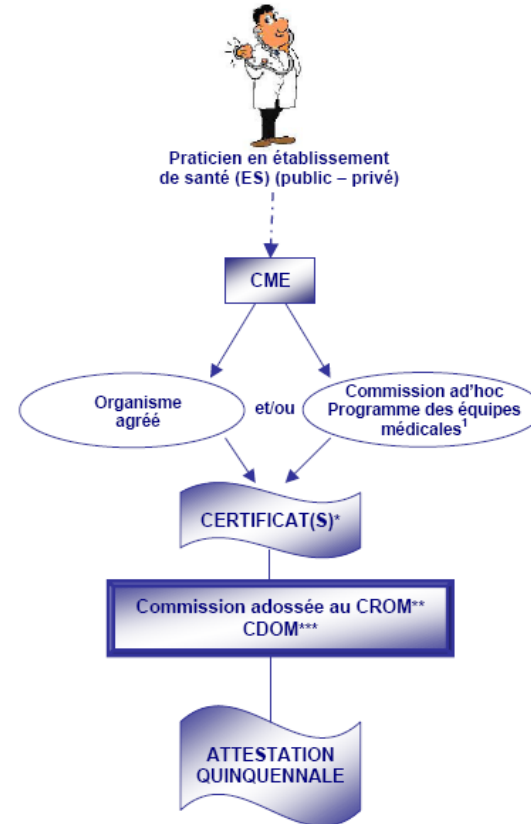 Praticien en établissement
de santé (ES) (public – privé)
CME
Organisme
agréé
et/ou
Commission ad'hoc
Programme des équipes
médicales¹
CERTIFICAT(S)*
Commission adossée au CROM**
CDOM***
ATTESTATION
QUINQUENNALE